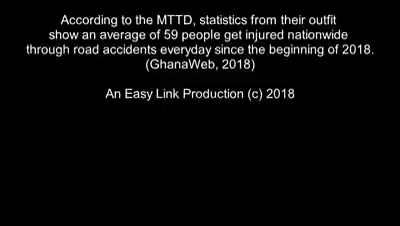 According to the MTTD, statistics from their outfit
show an average of 59 people get injured nationwide
through road accidents everyday since the beginning of 2018.
(GhanaWeb, 2018)
An Easy Link Production (c) 2018